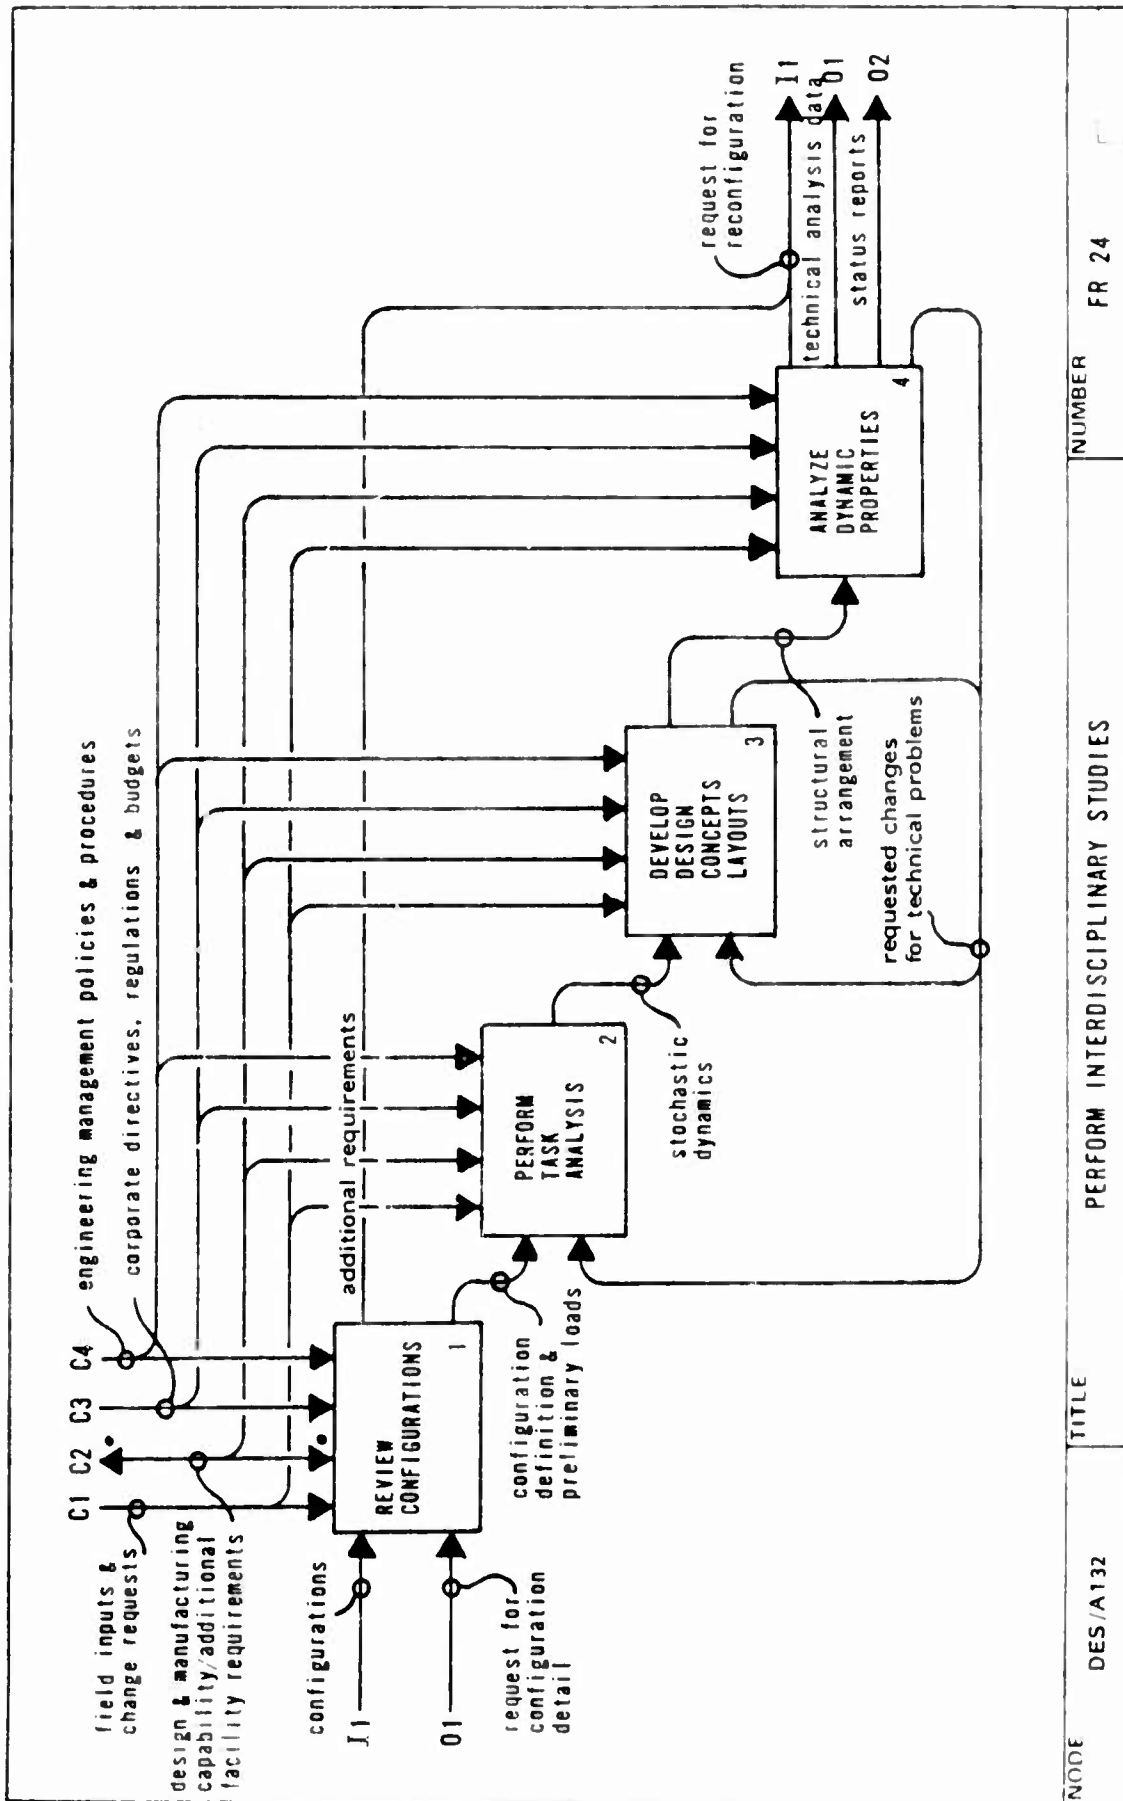 C1 C2 C3 C4
engineering management policies & procedures
corporate directives, regulations & budgets
field inputs &
change requests
design & manufacturing
capability/additional
facility requirements
additional requirements
configurations
I1
O1
request for
configuration
detail
REVIEW
CONFIGURATIONS
1
configuration
definition &
preliminary loads
PERFORM
TASK
ANALYSIS
2
stochastic
dynamics
DEVELOP
DESIGN
CONCEPTS
LAYOUTS
3
structural
arrangement
requested changes
for technical problems
ANALYZE
DYNAMIC
PROPERTIES
4
request for
reconfiguration
I1
technical analysis data
O1
status reports
O2
NODE
DES/A132
TITLE
PERFORM INTERDISCIPLINARY STUDIES
NUMBER
FR 24